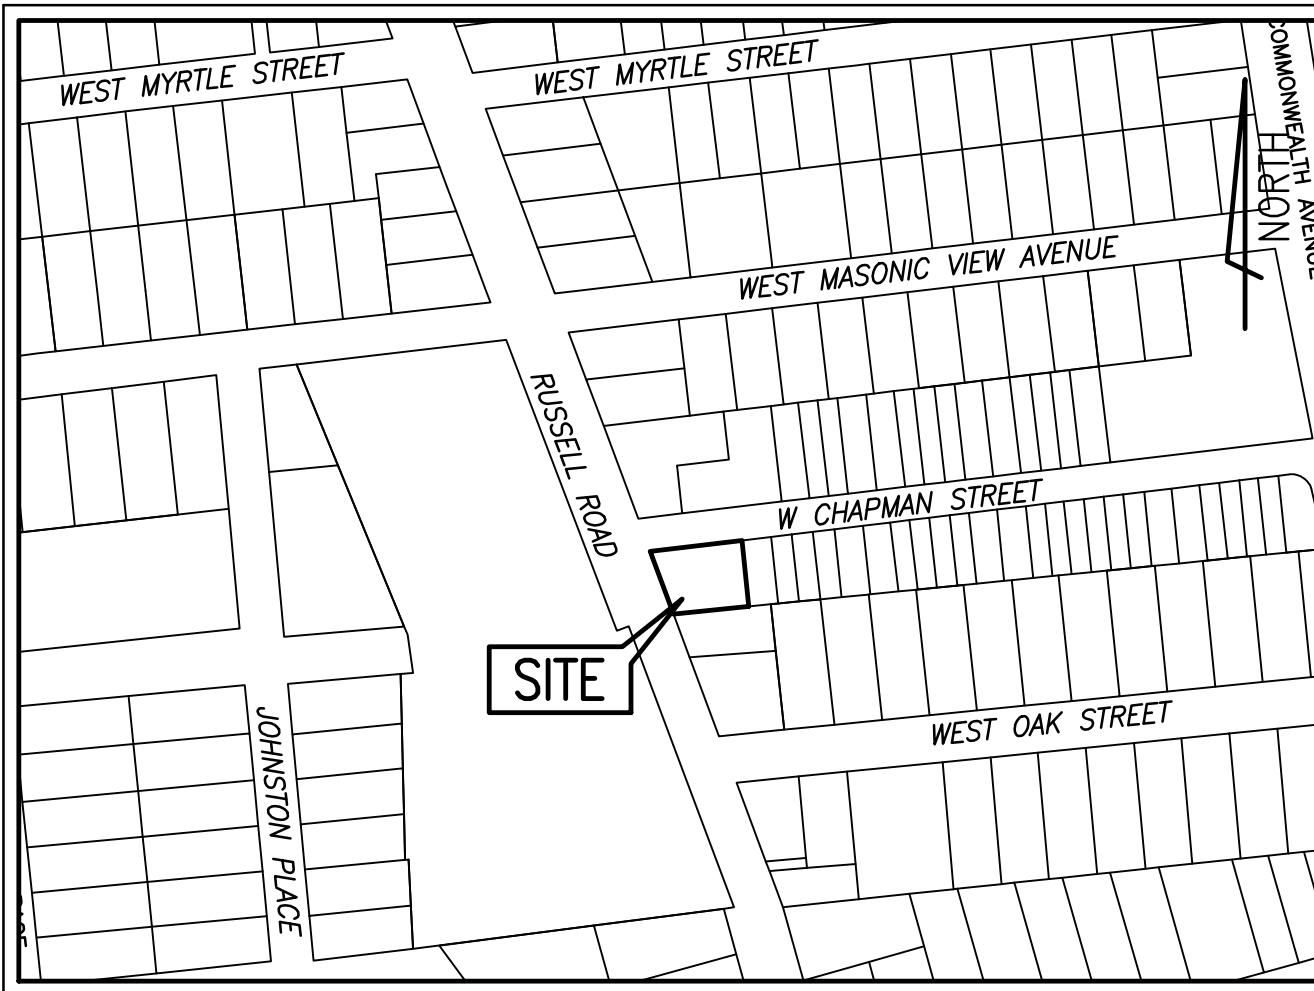 WEST MYRTLE STREET
WEST MYRTLE STREET
COMMONWEALTH AVENUE
NORTH
WEST MASONIC VIEW AVENUE
RUSSELL ROAD
W CHAPMAN STREET
SITE
WEST OAK STREET
JOHNSTON PLACE